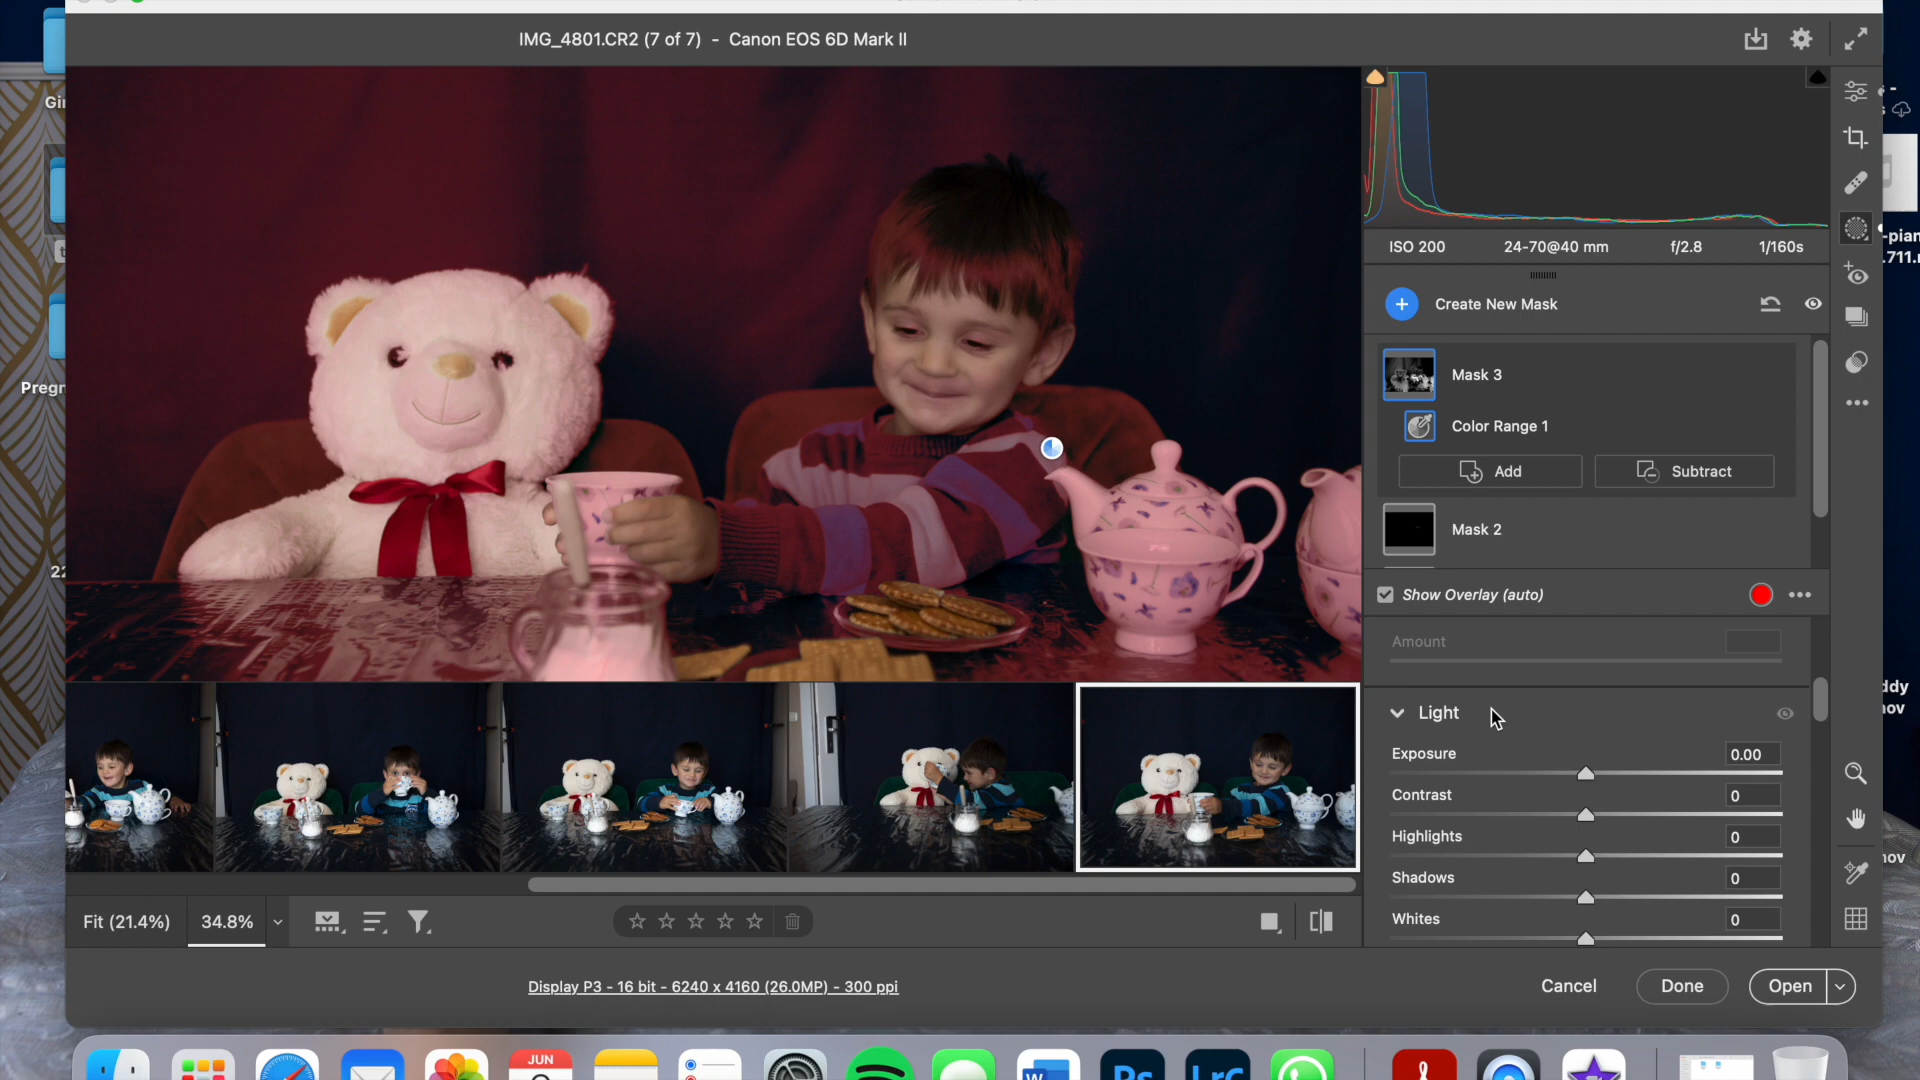 IMG_4801.CR2 (7 of 7) - Canon EOS 6D Mark II
ISO 200 24-70@40 mm f/2.8 1/160s
Create New Mask
Mask 3
Color Range 1
Add Subtract
Mask 2
Show Overlay (auto)
Amount
Light
Exposure 0.00
Contrast 0
Highlights 0
Shadows 0
Whites 0
Fit (21.4%) 34.8%
Display P3 - 16 bit - 6240 x 4160 (26.0MP) - 300 ppi
Cancel Done Open
JUN
W Ps LrC